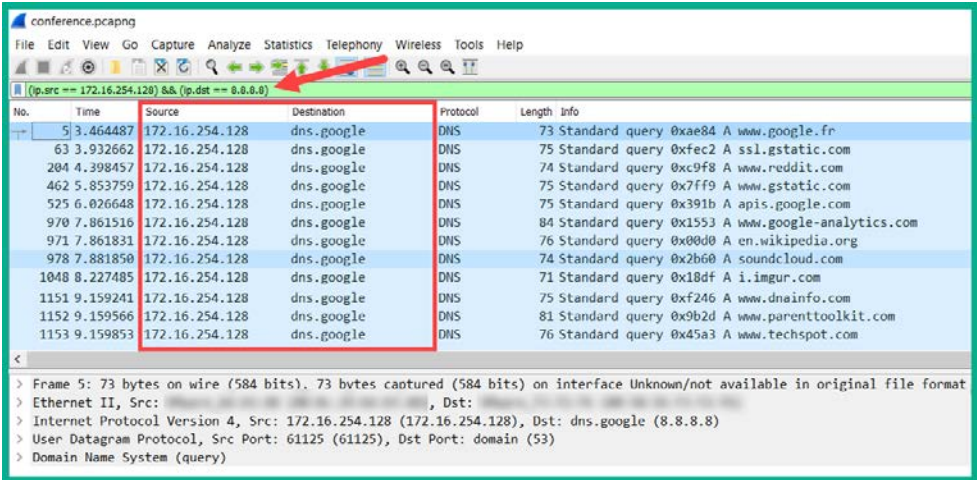 conference.pcapng
File Edit View Go Capture Analyze Statistics Telephony Wireless Tools Help
(ip.src == 172.16.254.128) && (ip.dst == 8.8.8.8)
No. Time Source Destination Protocol Length Info
5 3.464487 172.16.254.128 dns.google DNS 73 Standard query 0xae84 A www.google.fr
63 3.932662 172.16.254.128 dns.google DNS 75 Standard query 0xfec2 A ssl.gstatic.com
204 4.398457 172.16.254.128 dns.google DNS 74 Standard query 0xc9f8 A www.reddit.com
462 5.853759 172.16.254.128 dns.google DNS 75 Standard query 0x7ff9 A www.gstatic.com
525 6.026648 172.16.254.128 dns.google DNS 75 Standard query 0x391b A apis.google.com
970 7.861516 172.16.254.128 dns.google DNS 84 Standard query 0x1553 A www.google-analytics.com
971 7.861831 172.16.254.128 dns.google DNS 76 Standard query 0x00d0 A en.wikipedia.org
978 7.881850 172.16.254.128 dns.google DNS 74 Standard query 0x2b60 A soundcloud.com
1048 8.227485 172.16.254.128 dns.google DNS 71 Standard query 0x18df A i.imgur.com
1151 9.159241 172.16.254.128 dns.google DNS 75 Standard query 0xf246 A www.dnainfo.com
1152 9.159566 172.16.254.128 dns.google DNS 81 Standard query 0x9b2d A www.parenttoolkit.com
1153 9.159853 172.16.254.128 dns.google DNS 76 Standard query 0x45a3 A www.techspot.com
> Frame 5: 73 bytes on wire (584 bits), 73 bytes captured (584 bits) on interface Unknown/not available in original file format
> Ethernet II, Src: , Dst:
> Internet Protocol Version 4, Src: 172.16.254.128 (172.16.254.128), Dst: dns.google (8.8.8.8)
> User Datagram Protocol, Src Port: 61125 (61125), Dst Port: domain (53)
> Domain Name System (query)